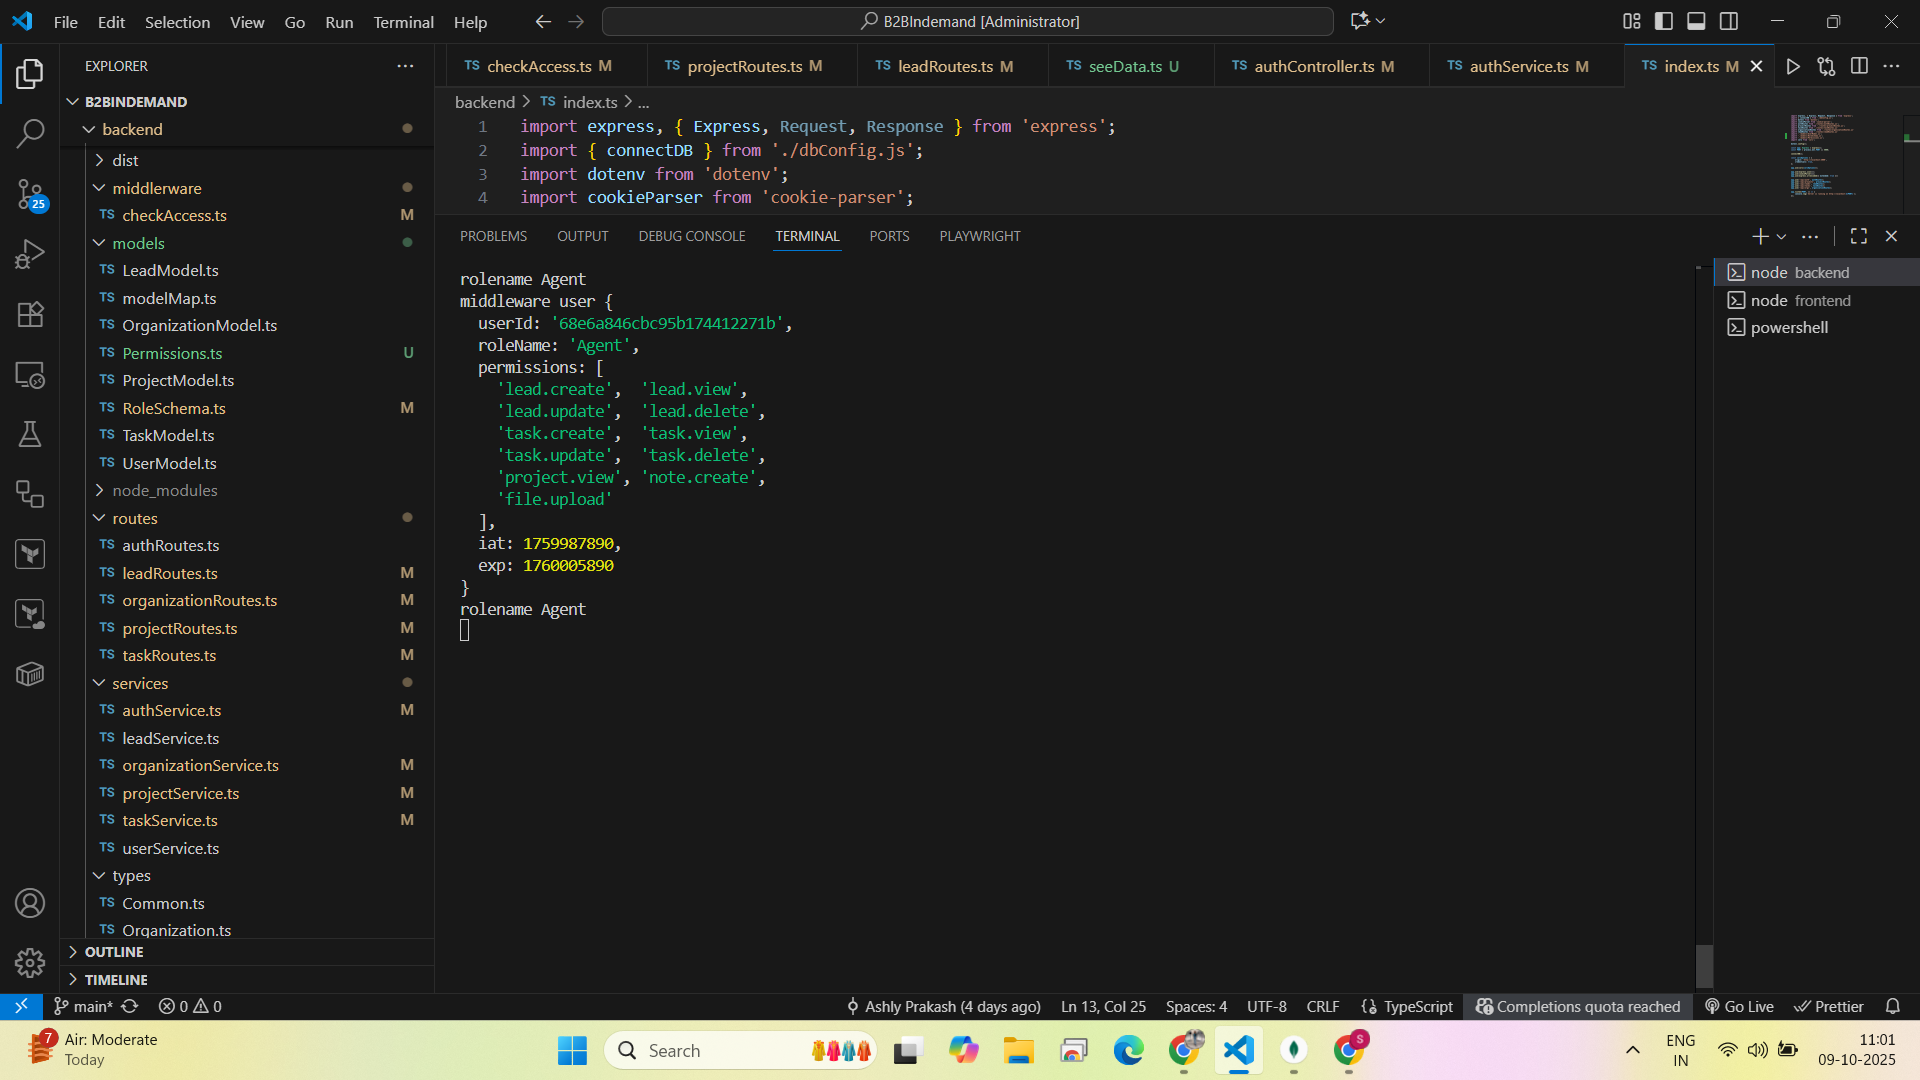 File Edit Selection View Go Run Terminal Help
B2BIndemand [Administrator]
EXPLORER
B2BINDEMAND
backend
dist
middlerware
TS checkAccess.ts M
models
TS LeadModel.ts
TS modelMap.ts
TS OrganizationModel.ts
TS Permissions.ts U
TS ProjectModel.ts
TS RoleSchema.ts M
TS TaskModel.ts
TS UserModel.ts
node_modules
routes
TS authRoutes.ts
TS leadRoutes.ts M
TS organizationRoutes.ts M
TS projectRoutes.ts M
TS taskRoutes.ts M
services
TS authService.ts M
TS leadService.ts
TS organizationService.ts M
TS projectService.ts M
TS taskService.ts M
TS userService.ts
types
TS Common.ts
TS Organization.ts
OUTLINE
TIMELINE
25
TS checkAccess.ts M TS projectRoutes.ts M TS leadRoutes.ts M TS seeData.ts U TS authController.ts M TS authService.ts M TS index.ts M
backend > TS index.ts > ...
1 import express, { Express, Request, Response } from 'express';
2 import { connectDB } from './dbConfig.js';
3 import dotenv from 'dotenv';
4 import cookieParser from 'cookie-parser';
PROBLEMS OUTPUT DEBUG CONSOLE TERMINAL PORTS PLAYWRIGHT
rolename Agent
middleware user {
userId: '68e6a846cbc95b174412271b',
roleName: 'Agent',
permissions: [
'lead.create', 'lead.view',
'lead.update', 'lead.delete',
'task.create', 'task.view',
'task.update', 'task.delete',
'project.view', 'note.create',
'file.upload'
],
iat: 1759987890,
exp: 1760005890
}
rolename Agent
node backend
node frontend
powershell
main* 0 0 Ashly Prakash (4 days ago) Ln 13, Col 25 Spaces: 4 UTF-8 CRLF {} TypeScript Completions quota reached Go Live Prettier
7
Air: Moderate
Today
Search
S
ENG
IN
11:01
09-10-2025